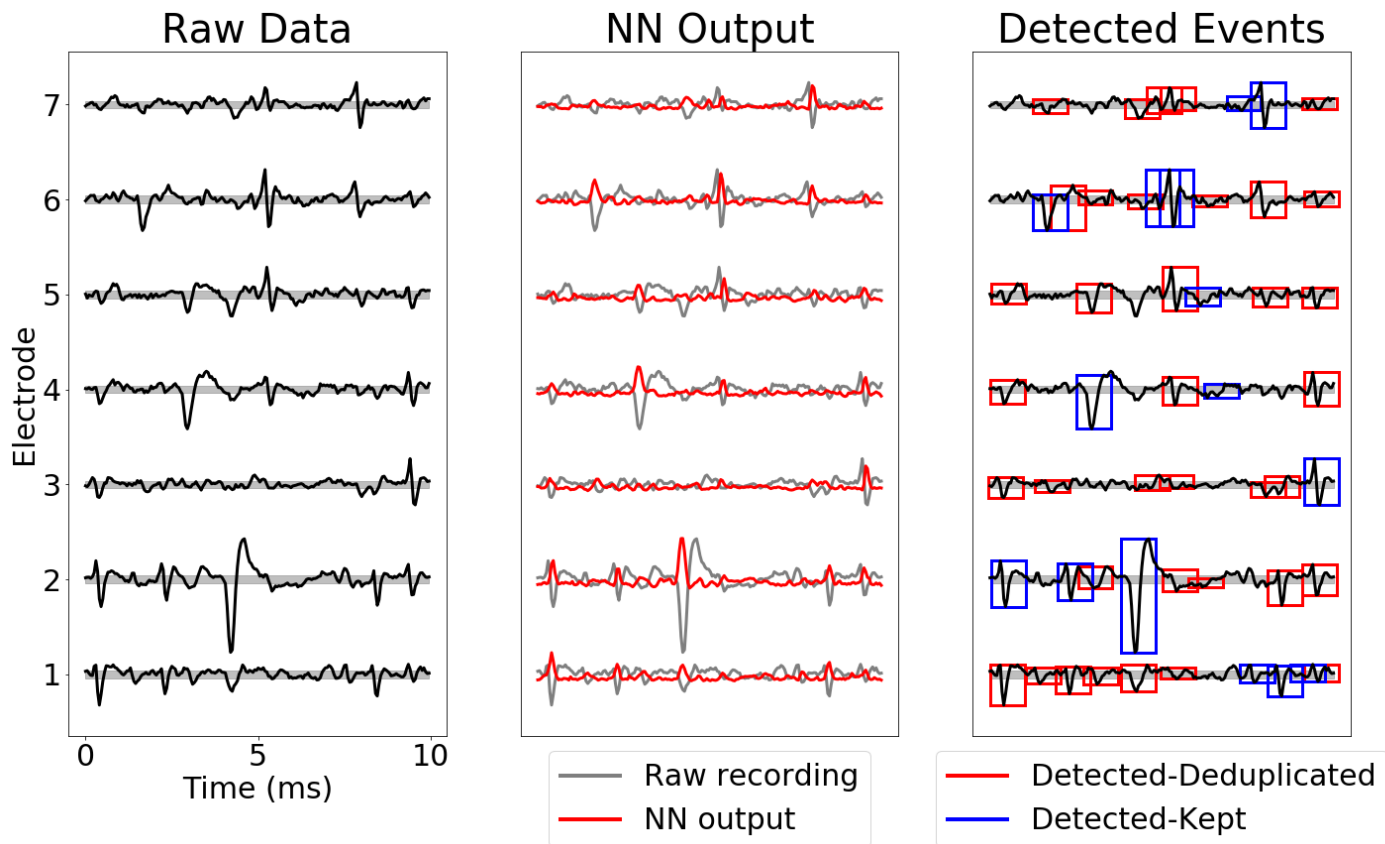 Raw Data
NN Output
Detected Events
Electrode
7
6
5
4
3
2
1
0 5 10
Time (ms)
Raw recording
NN output
Detected-Deduplicated
Detected-Kept